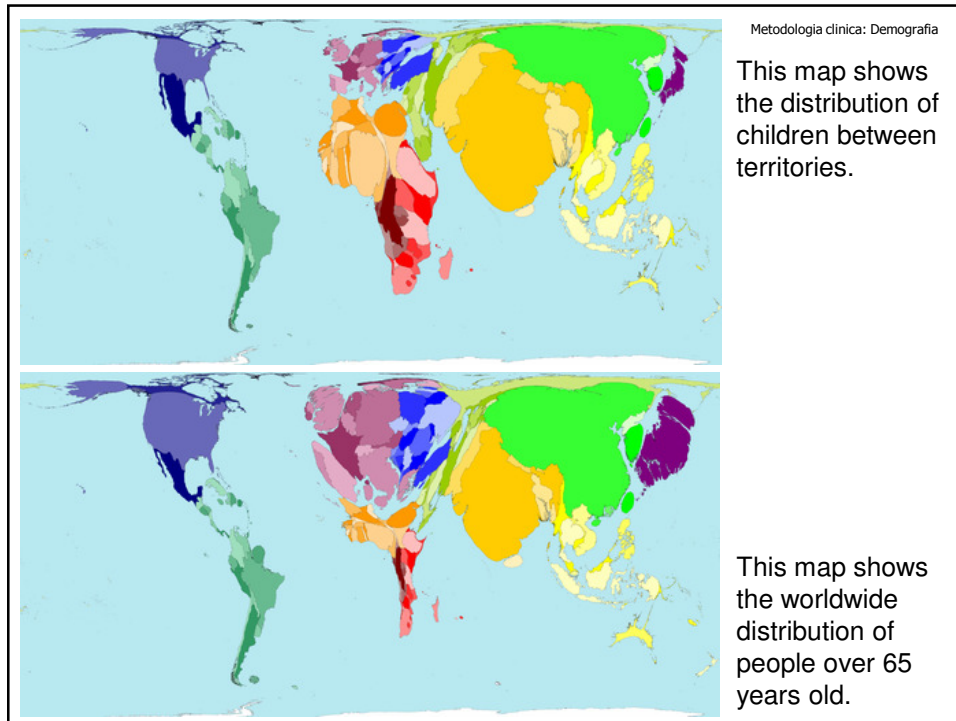 Metodologia clinica: Demografia
This map shows
the distribution of
children between
territories.
This map shows
the worldwide
distribution of
people over 65
years old.